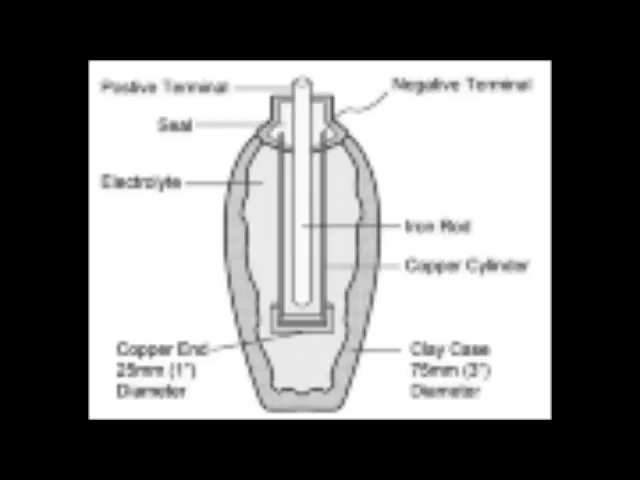 Postive Terminal
Negative Terminal
Seal
Electrolyte
Iron Rod
Copper Cylinder
Copper End
25mm (1")
Diameter
Clay Case
75mm (3")
Diameter